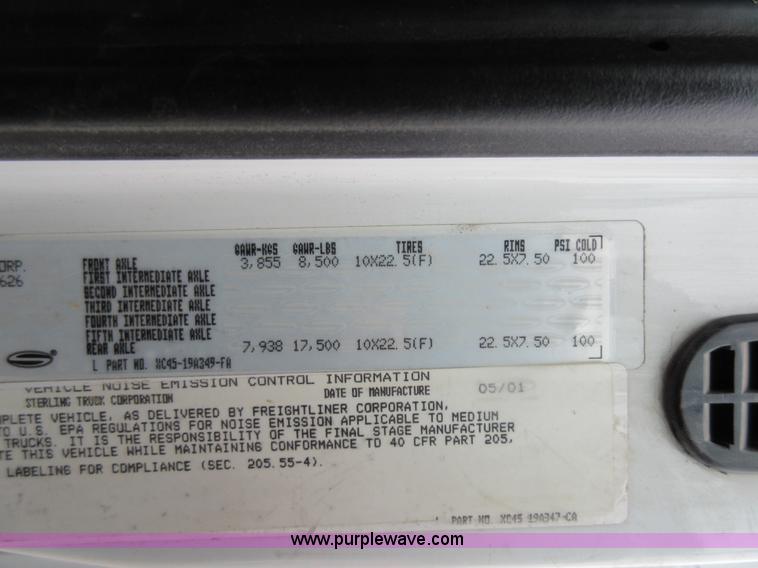 GAWR-KGS GAWR-LBS TIRES RIMS PSI COLD
ORP. FRONT AXLE 3,855 8,500 10X22.5(F) 22.5X7.50 100
626 FIRST INTERMEDIATE AXLE
SECOND INTERMEDIATE AXLE
THIRD INTERMEDIATE AXLE
FOURTH INTERMEDIATE AXLE
FIFTH INTERMEDIATE AXLE
REAR AXLE 7,938 17,500 10X22.5(F) 22.5X7.50 100
L PART NO. XC45-19A349-FA
VEHICLE NOISE EMISSION CONTROL INFORMATION
STERLING TRUCK CORPORATION DATE OF MANUFACTURE 05/01
MPLETE VEHICLE, AS DELIVERED BY FREIGHTLINER CORPORATION,
TO U.S. EPA REGULATIONS FOR NOISE EMISSION APPLICABLE TO MEDIUM
TRUCKS. IT IS THE RESPONSIBILITY OF THE FINAL STAGE MANUFACTURER
TE THIS VEHICLE WHILE MAINTAINING CONFORMANCE TO 40 CFR PART 205,
LABELING FOR COMPLIANCE (SEC. 205.55-4).
PART NO. XC45-19A347-CA
www.purplewave.com